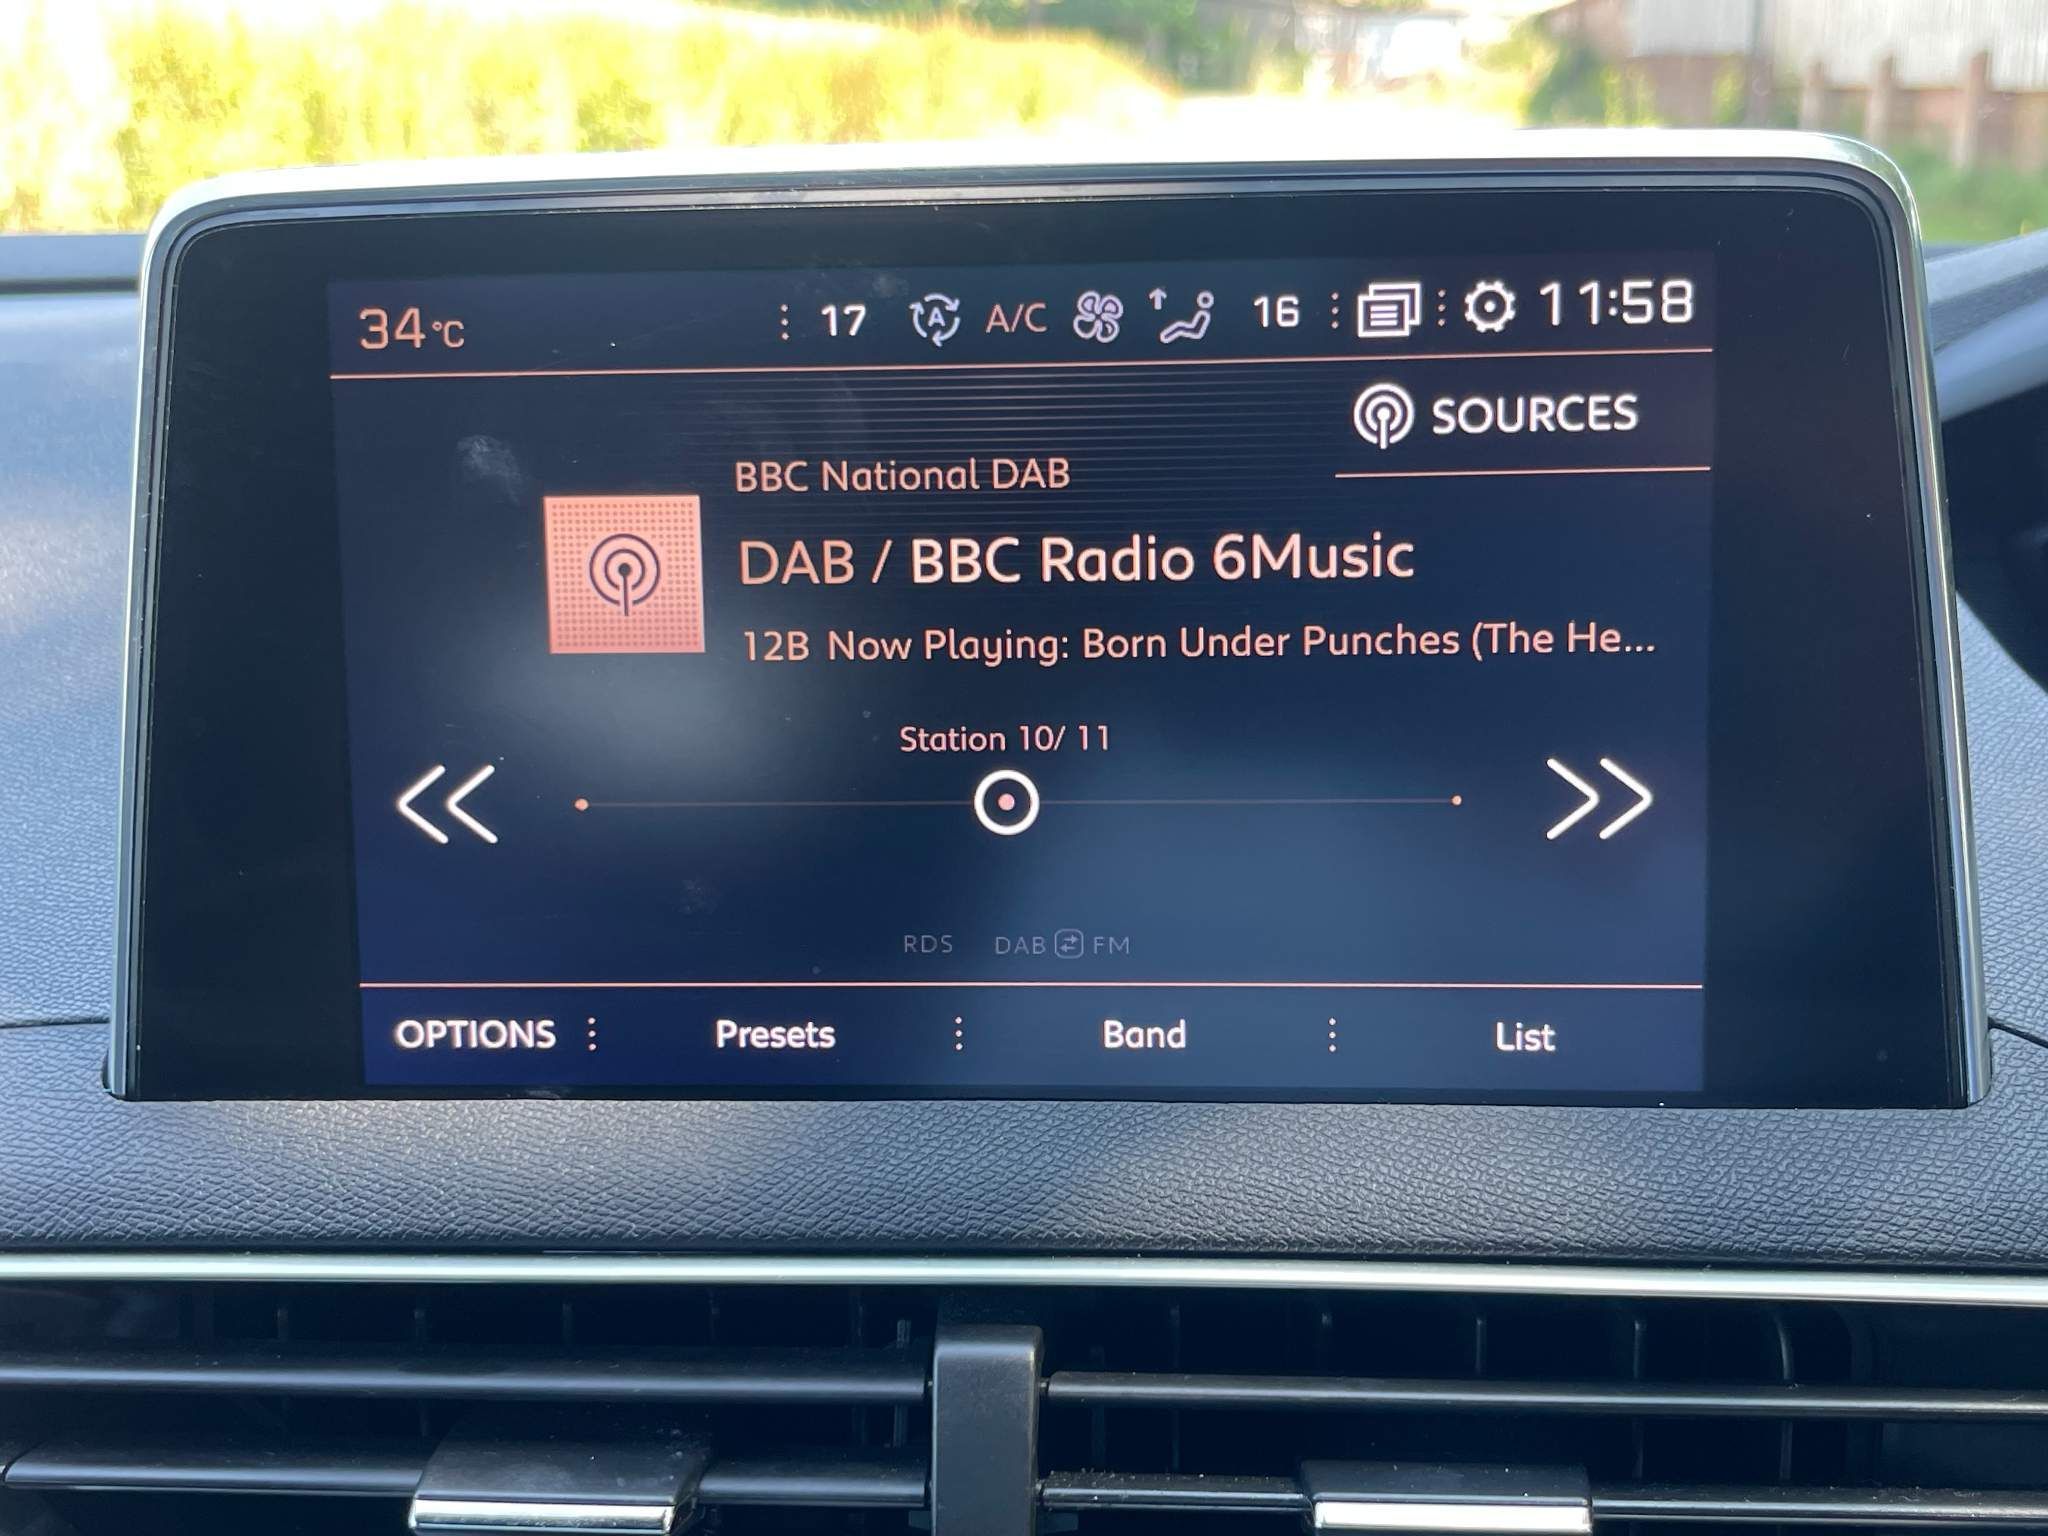 34°C 17 A A/C 16 11:58
SOURCES
BBC National DAB
DAB / BBC Radio 6Music
12B Now Playing: Born Under Punches (The He...
Station 10/ 11
RDS DAB FM
OPTIONS Presets Band List